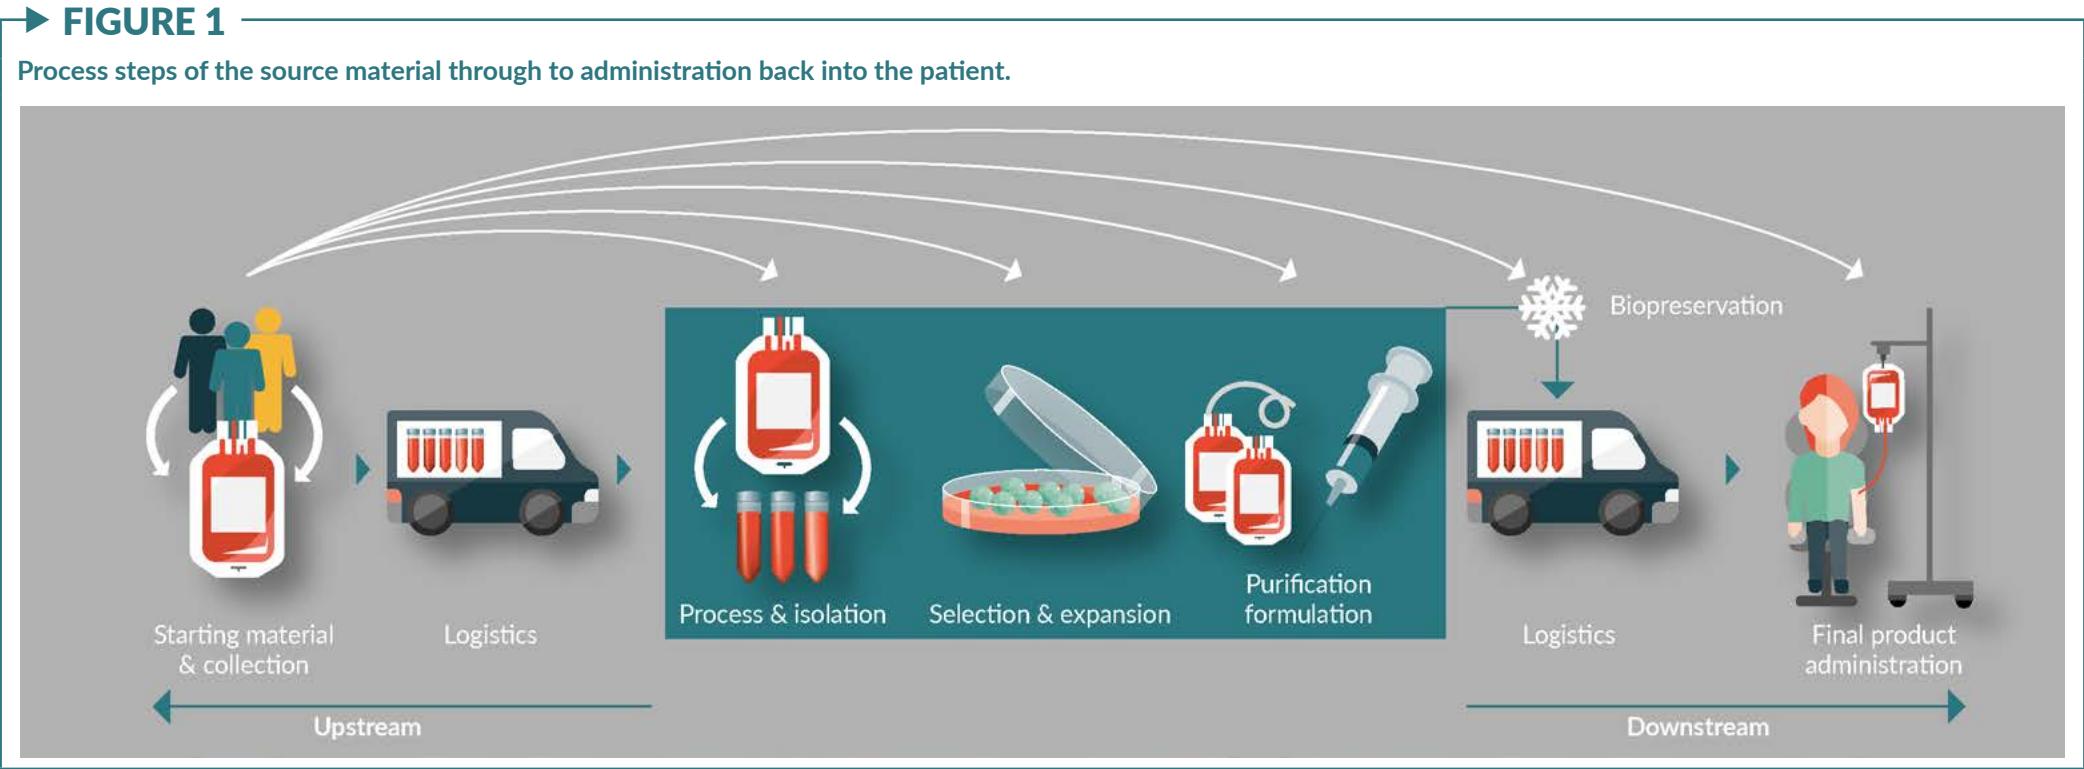 FIGURE 1
Process steps of the source material through to administration back into the patient.
Biopreservation
Starting material
& collection
Logistics
Process & isolation
Selection & expansion
Purification
formulation
Logistics
Final product
administration
Upstream
Downstream